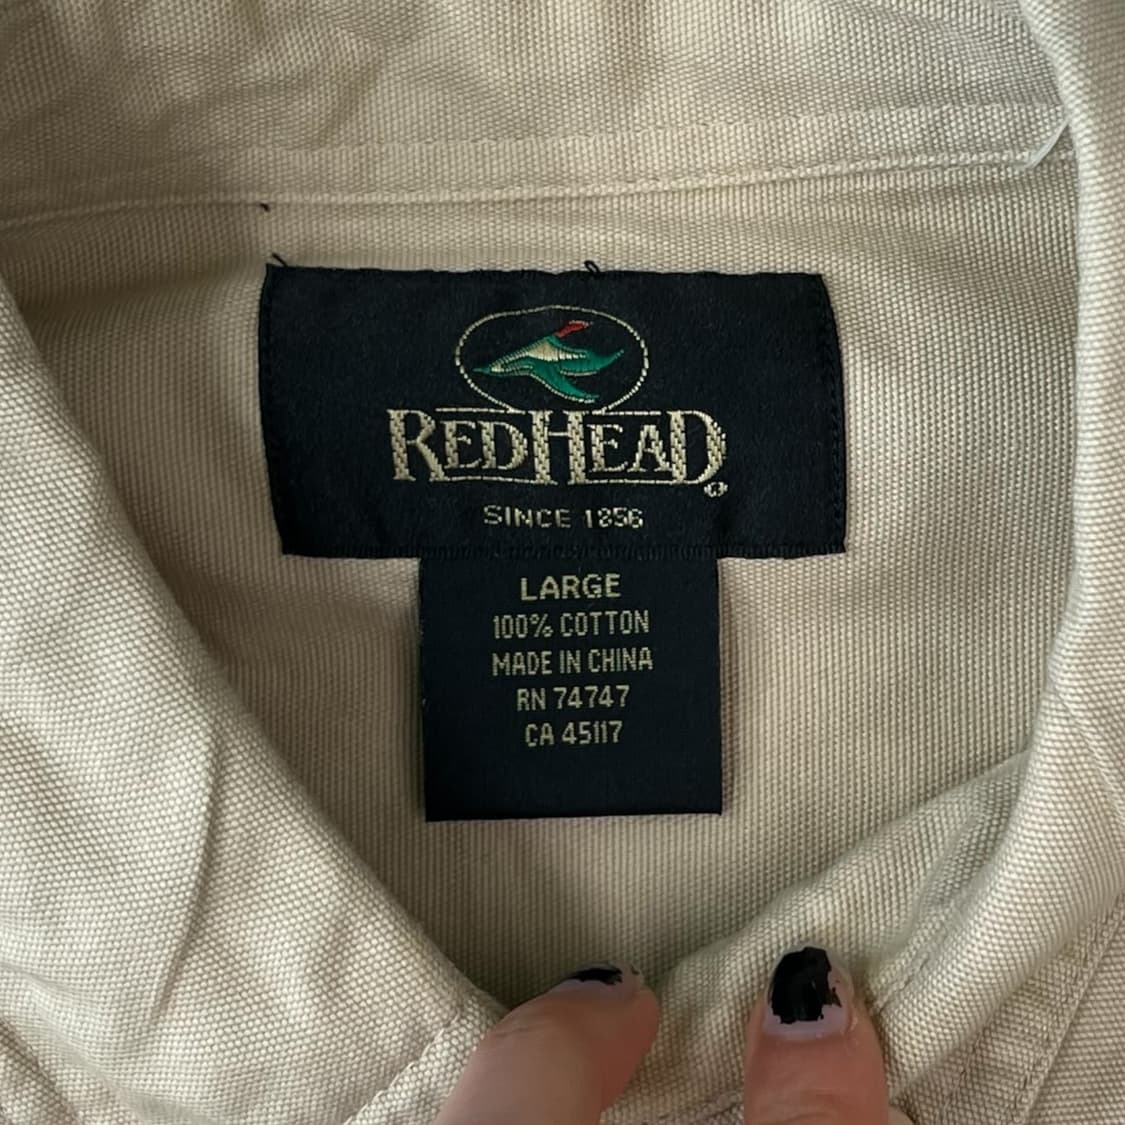 REDHEAD®
SINCE 1856
LARGE
100% COTTON
MADE IN CHINA
RN 74747
CA 45117